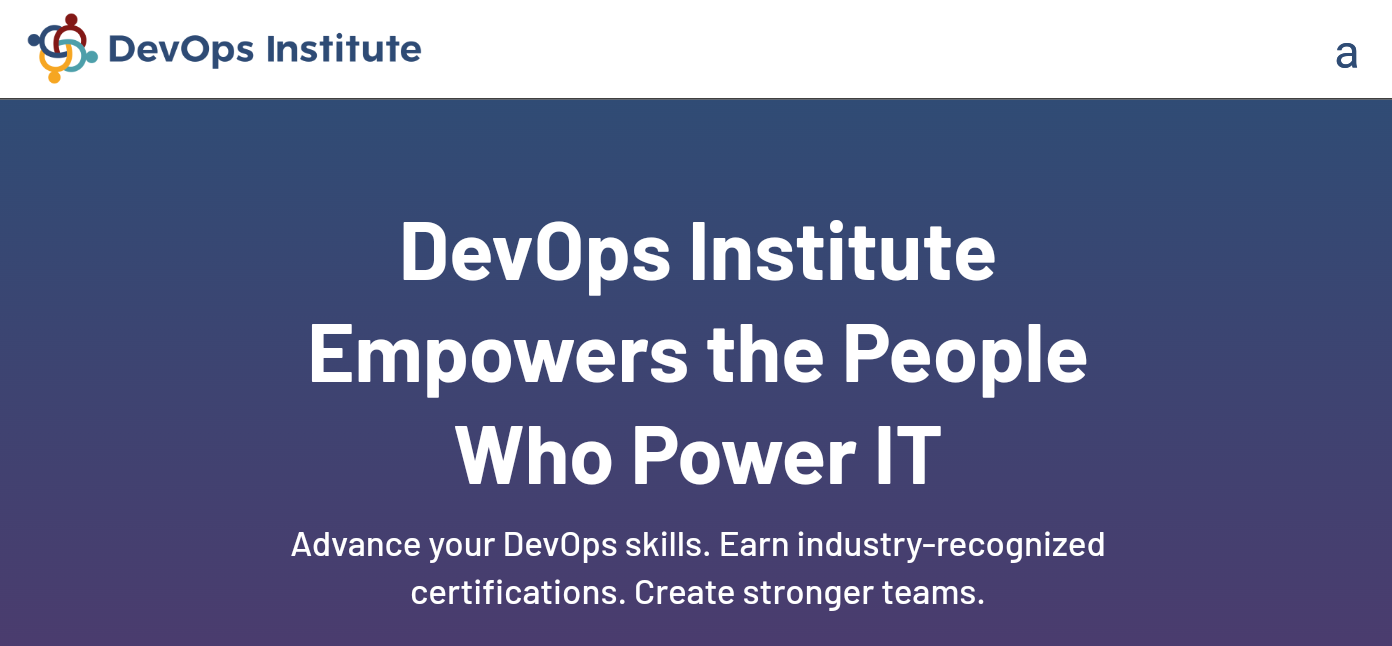 DevOps Institute
a
DevOps Institute
Empowers the People
Who Power IT
Advance your DevOps skills. Earn industry-recognized
certifications. Create stronger teams.